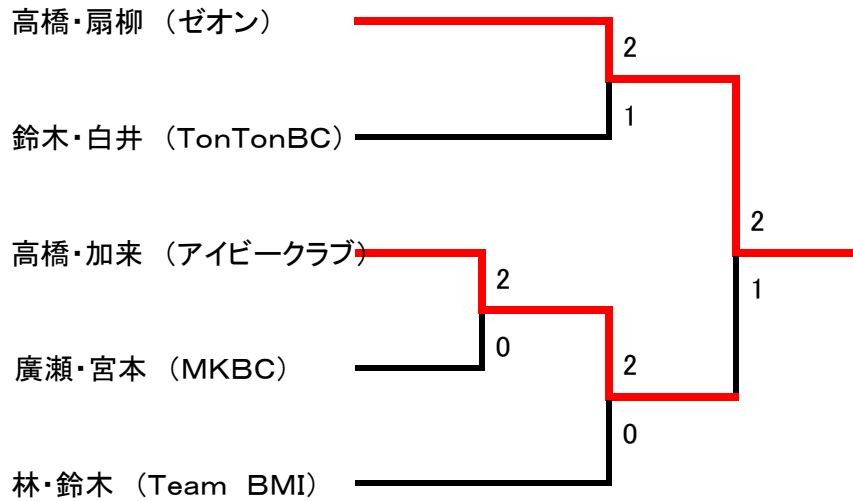 高橋・扇柳 （ゼオン）
2
1
鈴木・白井 （TonTonBC）
2
1
高橋・加来 （アイビークラブ）
2
0
廣瀬・宮本 （MKBC）
2
0
林・鈴木 （Team BMI）